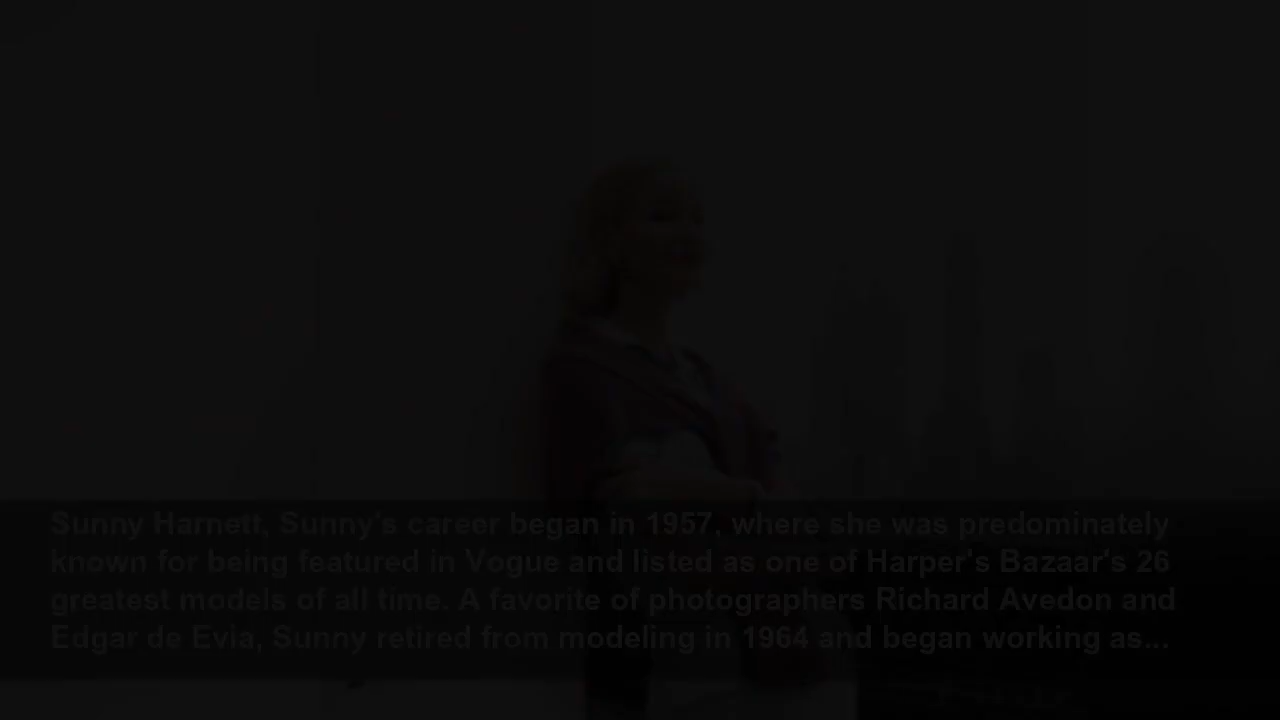 Sunny Harnett, Sunny's career began in 1957, where she was predominately
known for being featured in Vogue and listed as one of Harper's Bazaar's 26
greatest models of all time. A favorite of photographers Richard Avedon and
Edgar de Evia, Sunny retired from modeling in 1964 and began working as...